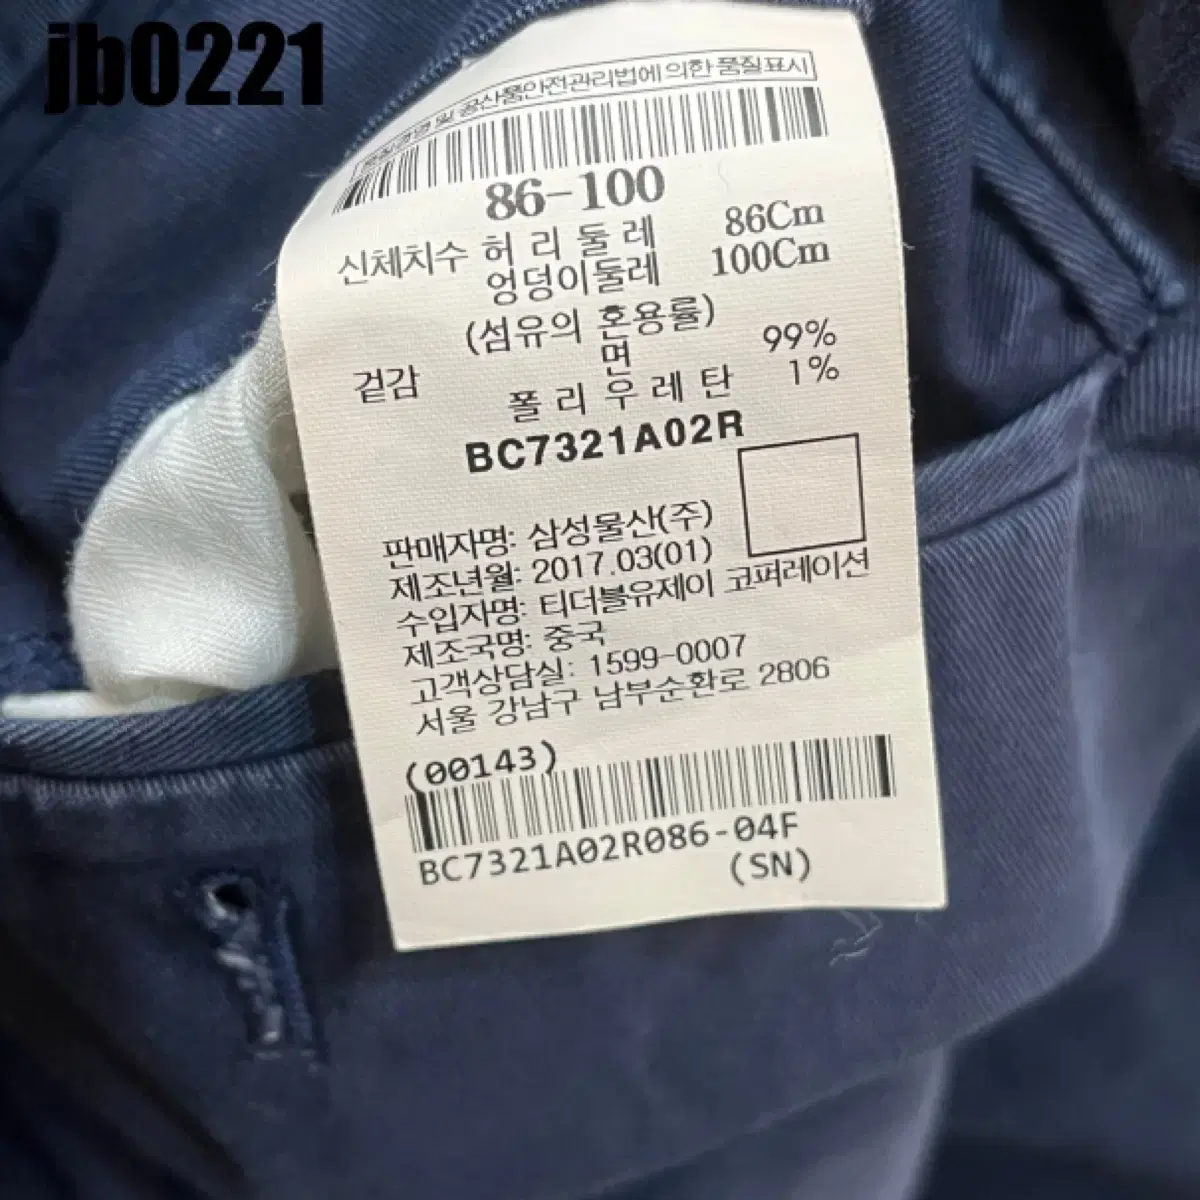 jb0221
품질경영 및 공산품안전관리법에 의한 품질표시
86-100
신체치수 허 리 둘 레 86Cm
엉덩이둘레 100Cm
(섬유의 혼용률)
겉감 면 99%
폴 리 우 레 탄 1%
BC7321A02R
판매자명: 삼성물산(주)
제조년월: 2017.03(01)
수입자명: 티더블유제이 코퍼레이션
제조국명: 중국
고객상담실: 1599-0007
서울 강남구 남부순환로 2806
(00143)
BC7321A02R086-04F
(SN)